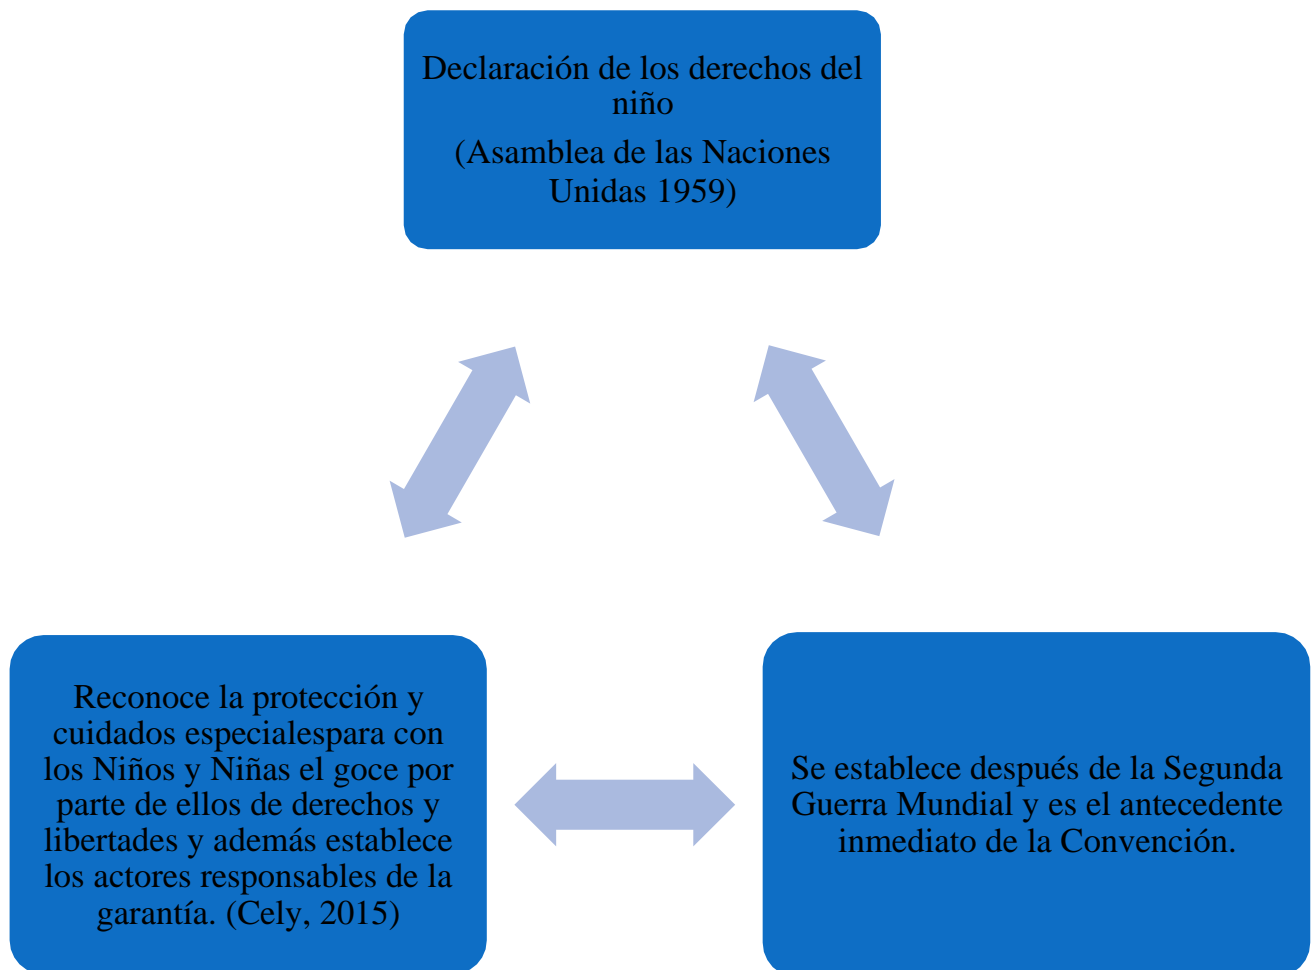 Declaración de los derechos del
niño
(Asamblea de las Naciones
Unidas 1959)
Reconoce la protección y
cuidados especialespara con
los Niños y Niñas el goce por
parte de ellos de derechos y
libertades y además establece
los actores responsables de la
garantía. (Cely, 2015)
Se establece después de la Segunda
Guerra Mundial y es el antecedente
inmediato de la Convención.